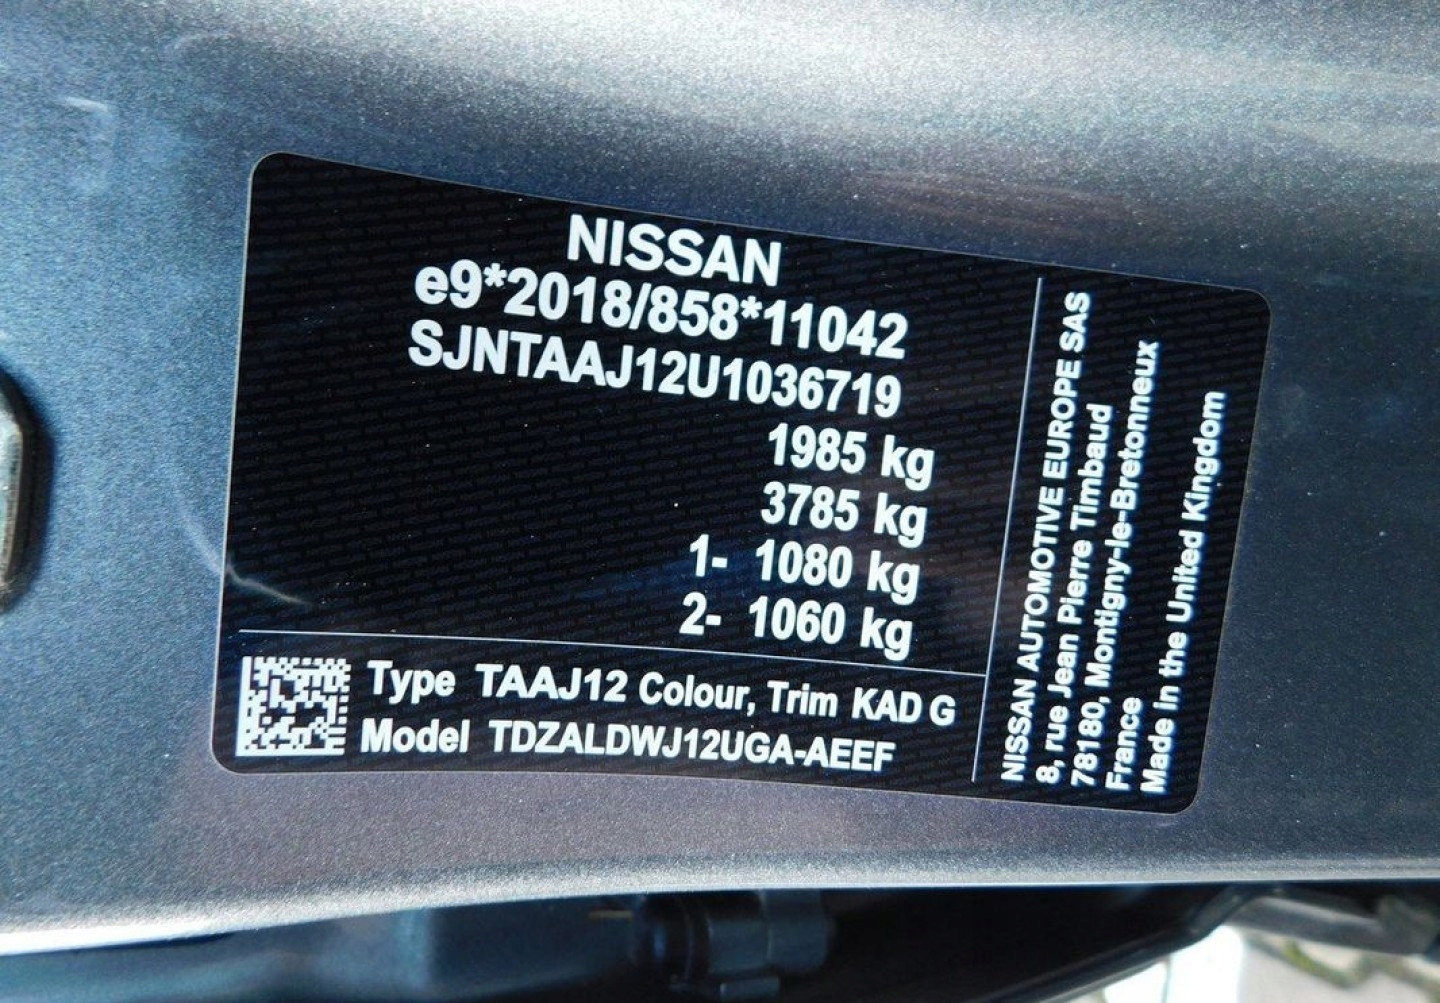 NISSAN
e9*2018/858*11042
SJNTAAJ12U1036719
1985 kg
3785 kg
1- 1080 kg
2- 1060 kg
Type TAAJ12 Colour, Trim KAD G
Model TDZALDWJ12UGA-AEEF
NISSAN AUTOMOTIVE EUROPE SAS
8, rue Jean Pierre Timbaud
78180, Montigny-le-Bretonneux
France
Made in the United Kingdom